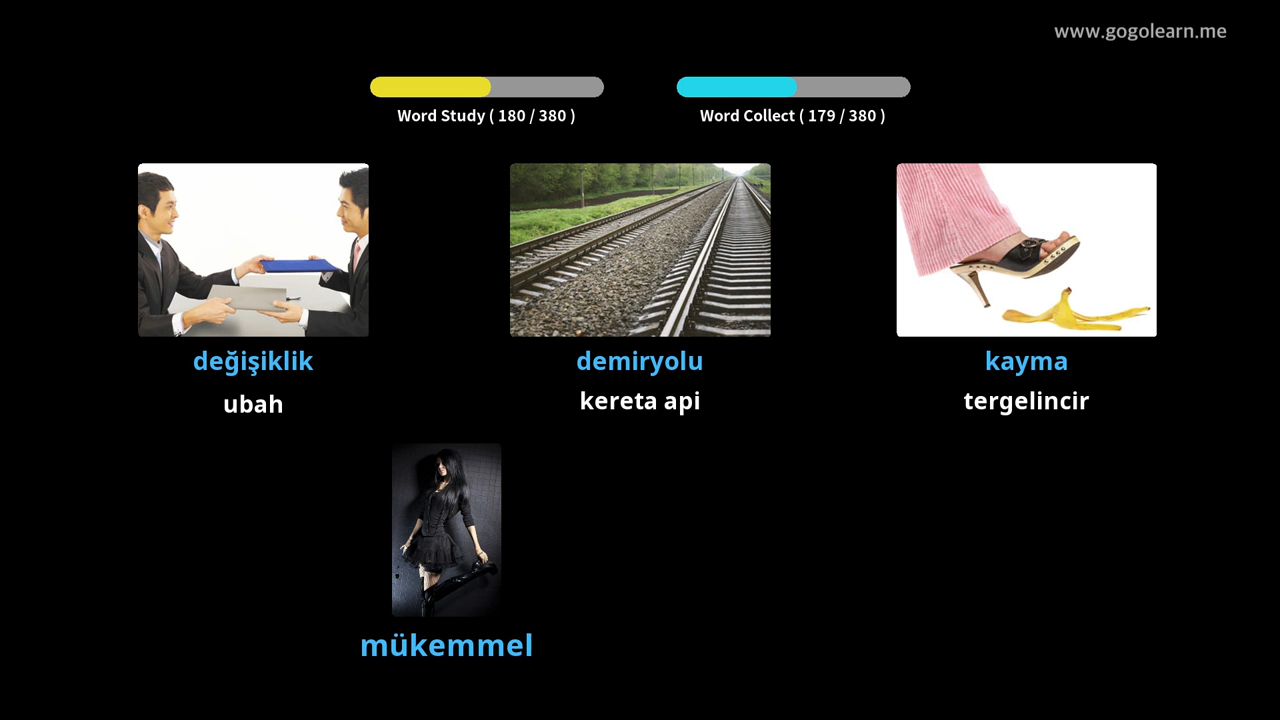 www.gogolearn.me
Word Study ( 180 / 380 )
Word Collect ( 179 / 380 )
değişiklik
demiryolu
kayma
ubah
kereta api
tergelincir
mükemmel